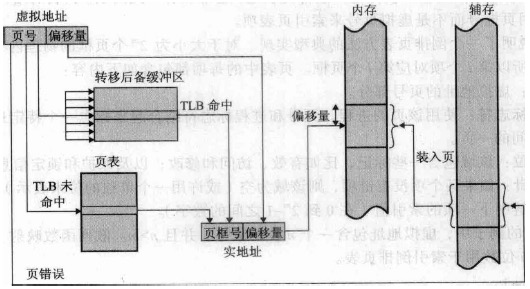 虚拟地址
页号 偏移量
转移后备缓冲区
TLB 命中
页表
TLB 未
命中
页框号 偏移量
实地址
页错误
内存
偏移量
装入页
辅存